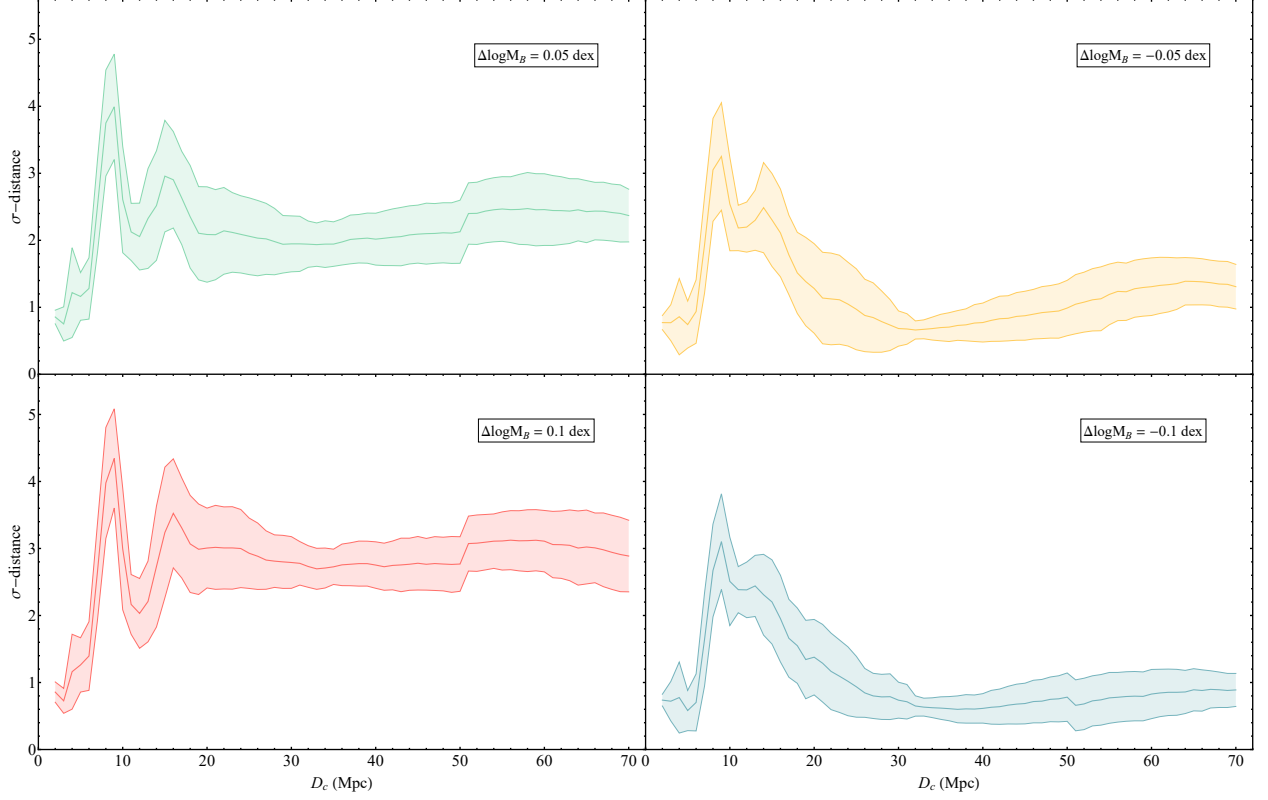 5
4
3
2
1
0
σ−distance
ΔlogM_B = 0.05 dex
ΔlogM_B = −0.05 dex
5
4
3
2
1
0
σ−distance
ΔlogM_B = 0.1 dex
ΔlogM_B = −0.1 dex
0 10 20 30 40 50 60 70 0 10 20 30 40 50 60 70
D_c (Mpc) D_c (Mpc)